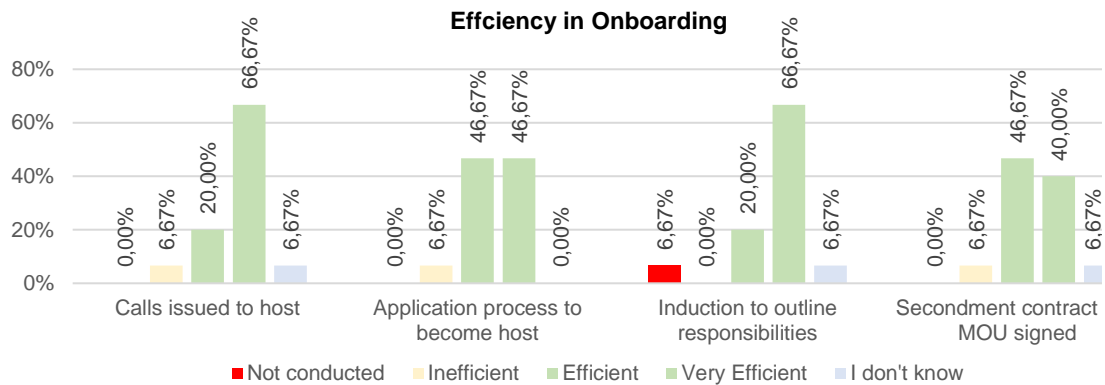 Effciency in Onboarding
80%
60%
40%
20%
0%
0,00%
6,67%
20,00%
66,67%
6,67%
0,00%
6,67%
46,67%
46,67%
0,00%
6,67%
0,00%
20,00%
66,67%
6,67%
0,00%
6,67%
46,67%
40,00%
6,67%
Calls issued to host
Application process to
become host
Induction to outline
responsibilities
Secondment contract
MOU signed
Not conducted
Inefficient
Efficient
Very Efficient
I don't know